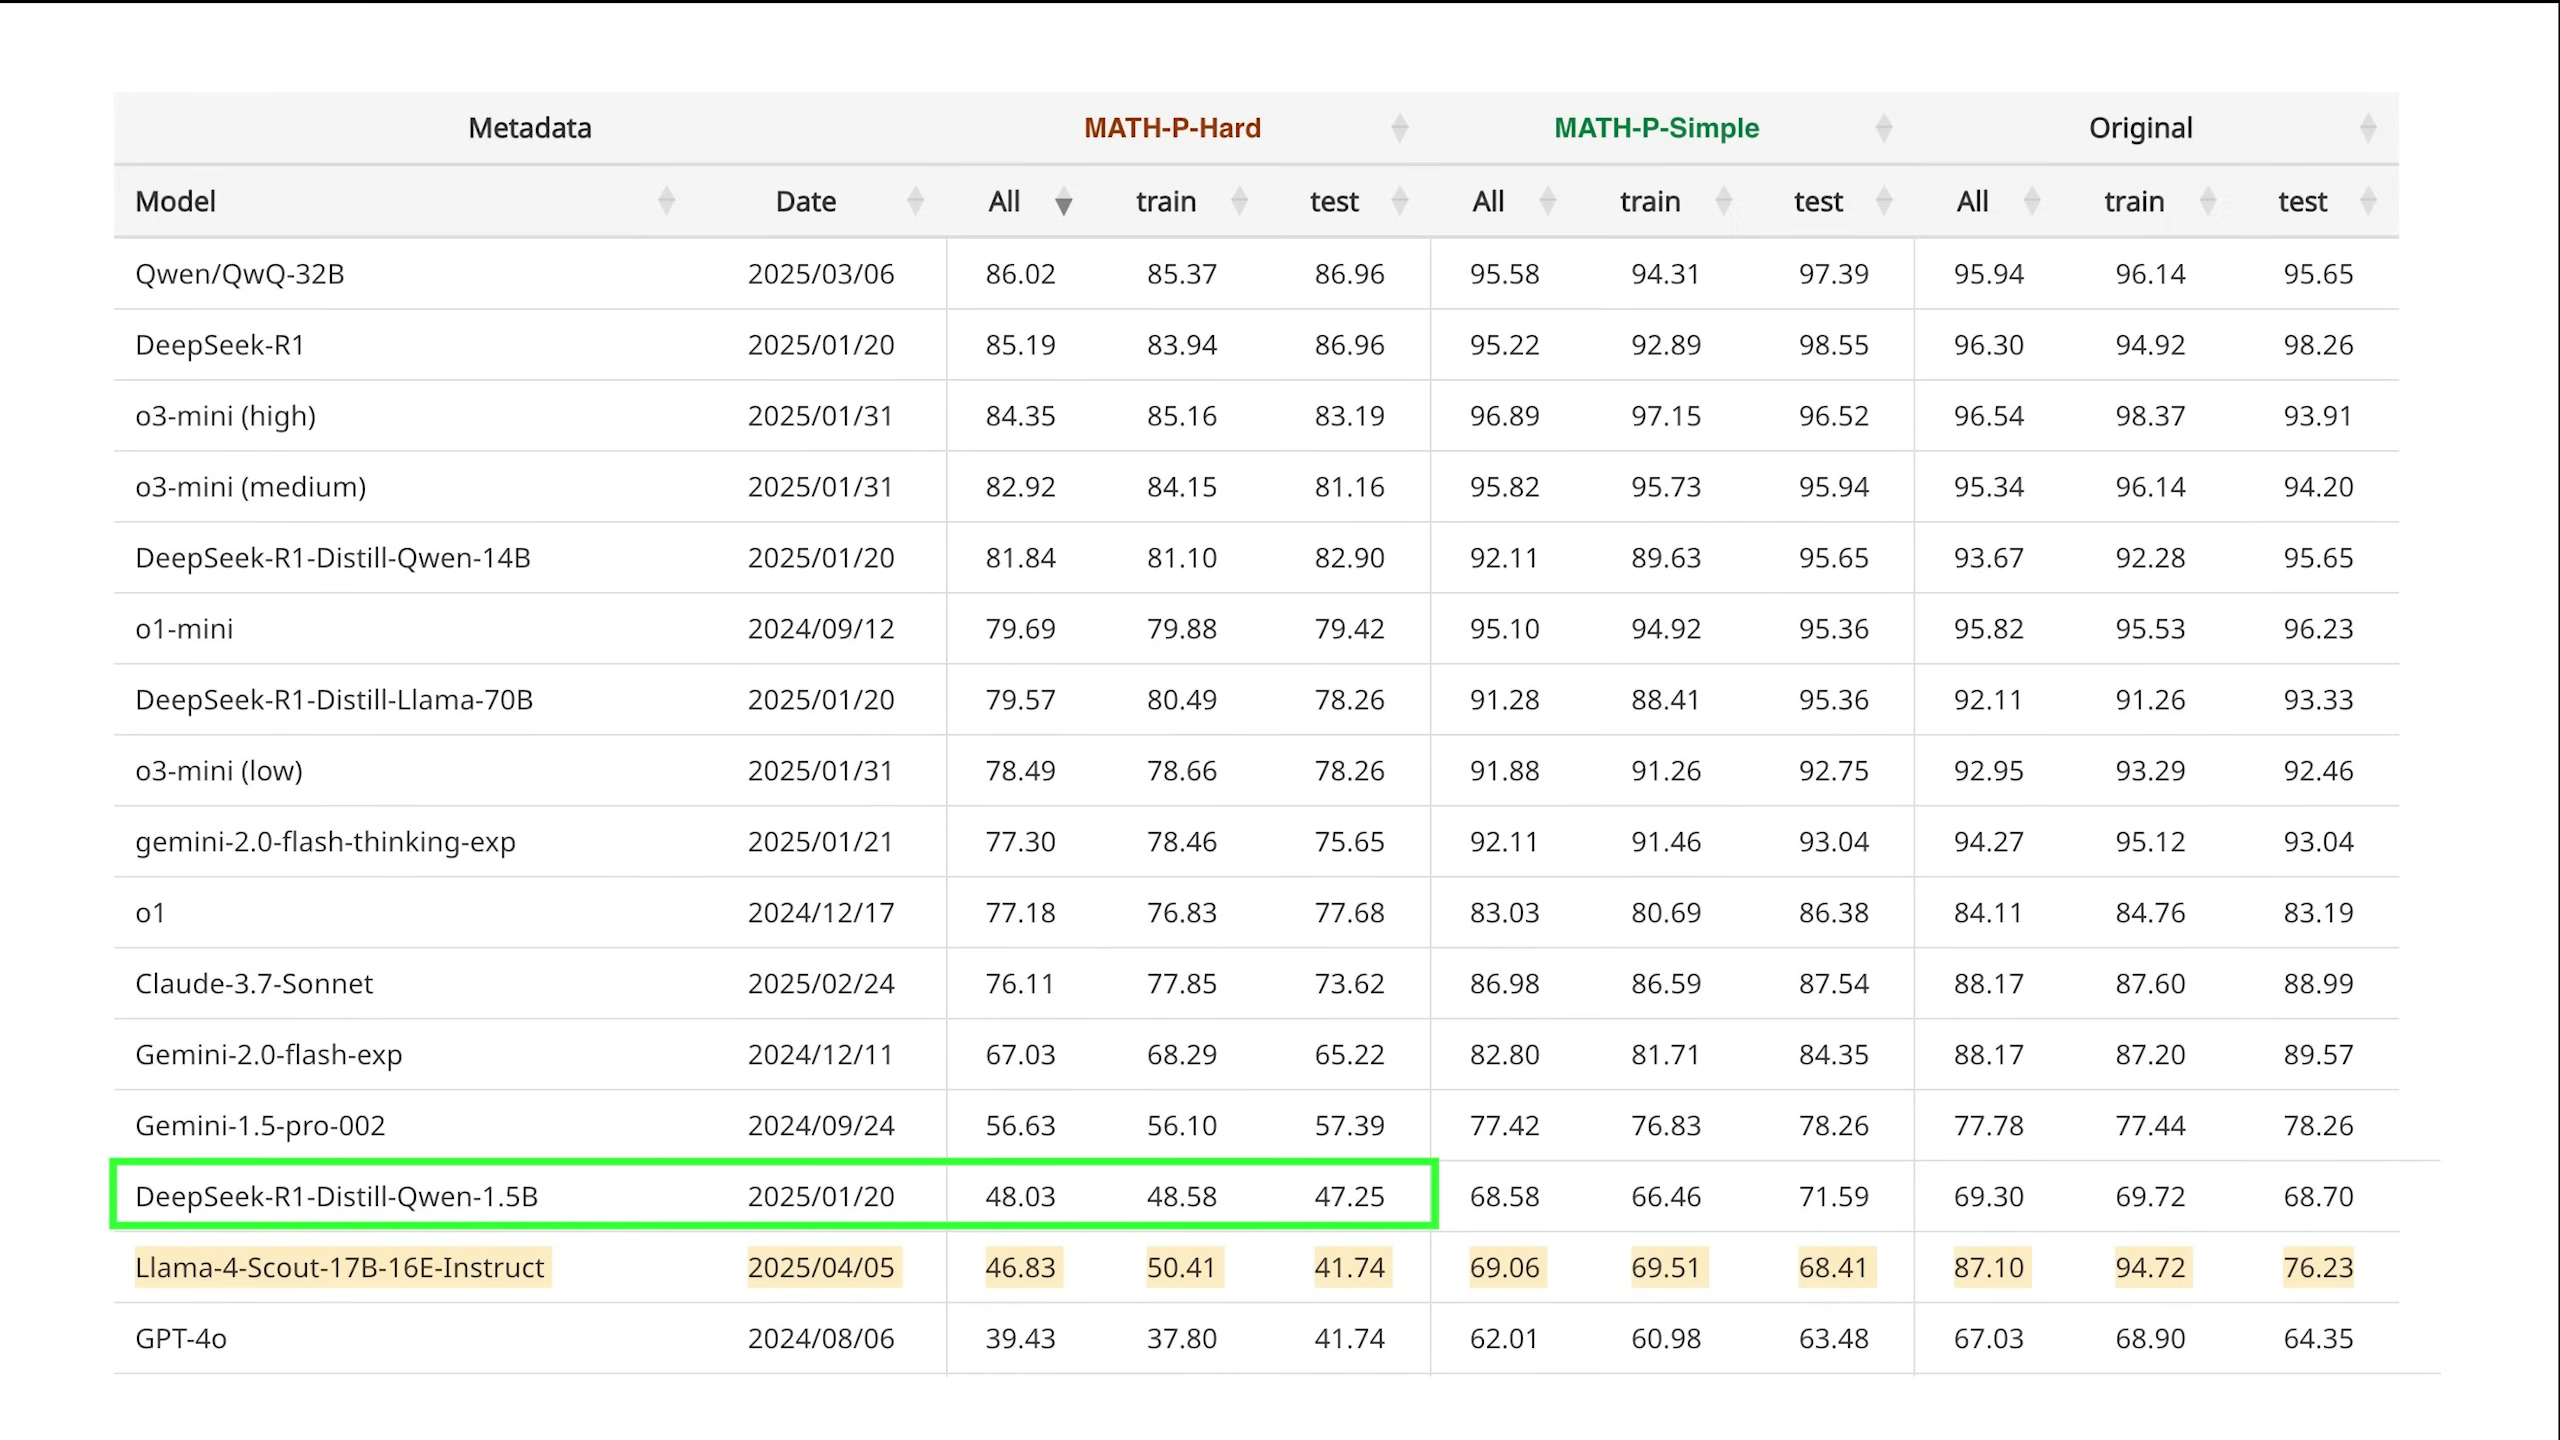 Metadata MATH-P-Hard MATH-P-Simple Original
Model Date All train test All train test All train test
Qwen/QwQ-32B 2025/03/06 86.02 85.37 86.96 95.58 94.31 97.39 95.94 96.14 95.65
DeepSeek-R1 2025/01/20 85.19 83.94 86.96 95.22 92.89 98.55 96.30 94.92 98.26
o3-mini (high) 2025/01/31 84.35 85.16 83.19 96.89 97.15 96.52 96.54 98.37 93.91
o3-mini (medium) 2025/01/31 82.92 84.15 81.16 95.82 95.73 95.94 95.34 96.14 94.20
DeepSeek-R1-Distill-Qwen-14B 2025/01/20 81.84 81.10 82.90 92.11 89.63 95.65 93.67 92.28 95.65
o1-mini 2024/09/12 79.69 79.88 79.42 95.10 94.92 95.36 95.82 95.53 96.23
DeepSeek-R1-Distill-Llama-70B 2025/01/20 79.57 80.49 78.26 91.28 88.41 95.36 92.11 91.26 93.33
o3-mini (low) 2025/01/31 78.49 78.66 78.26 91.88 91.26 92.75 92.95 93.29 92.46
gemini-2.0-flash-thinking-exp 2025/01/21 77.30 78.46 75.65 92.11 91.46 93.04 94.27 95.12 93.04
o1 2024/12/17 77.18 76.83 77.68 83.03 80.69 86.38 84.11 84.76 83.19
Claude-3.7-Sonnet 2025/02/24 76.11 77.85 73.62 86.98 86.59 87.54 88.17 87.60 88.99
Gemini-2.0-flash-exp 2024/12/11 67.03 68.29 65.22 82.80 81.71 84.35 88.17 87.20 89.57
Gemini-1.5-pro-002 2024/09/24 56.63 56.10 57.39 77.42 76.83 78.26 77.78 77.44 78.26
DeepSeek-R1-Distill-Qwen-1.5B 2025/01/20 48.03 48.58 47.25 68.58 66.46 71.59 69.30 69.72 68.70
Llama-4-Scout-17B-16E-Instruct 2025/04/05 46.83 50.41 41.74 69.06 69.51 68.41 87.10 94.72 76.23
GPT-4o 2024/08/06 39.43 37.80 41.74 62.01 60.98 63.48 67.03 68.90 64.35